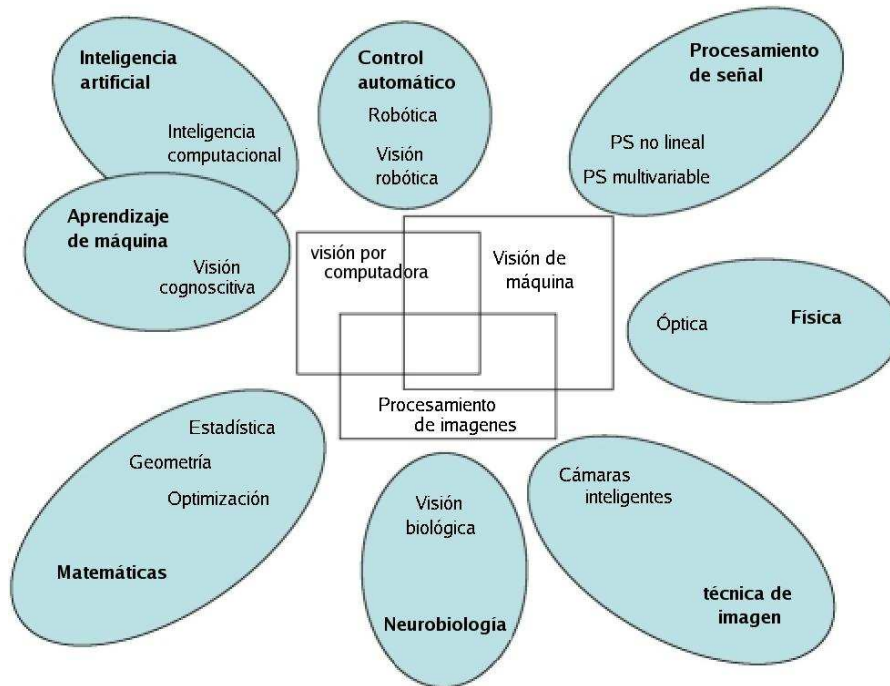 Inteligencia
artificial
Inteligencia
computacional
Control
automático
Robótica
Visión
robótica
Procesamiento
de señal
PS no lineal
PS multivariable
Aprendizaje
de máquina
Visión
cognoscitiva
visión por
computadora
Visión de
máquina
Óptica
Física
Procesamiento
de imagenes
Estadística
Geometría
Optimización
Matemáticas
Visión
biológica
Neurobiología
Cámaras
inteligentes
técnica de
imagen